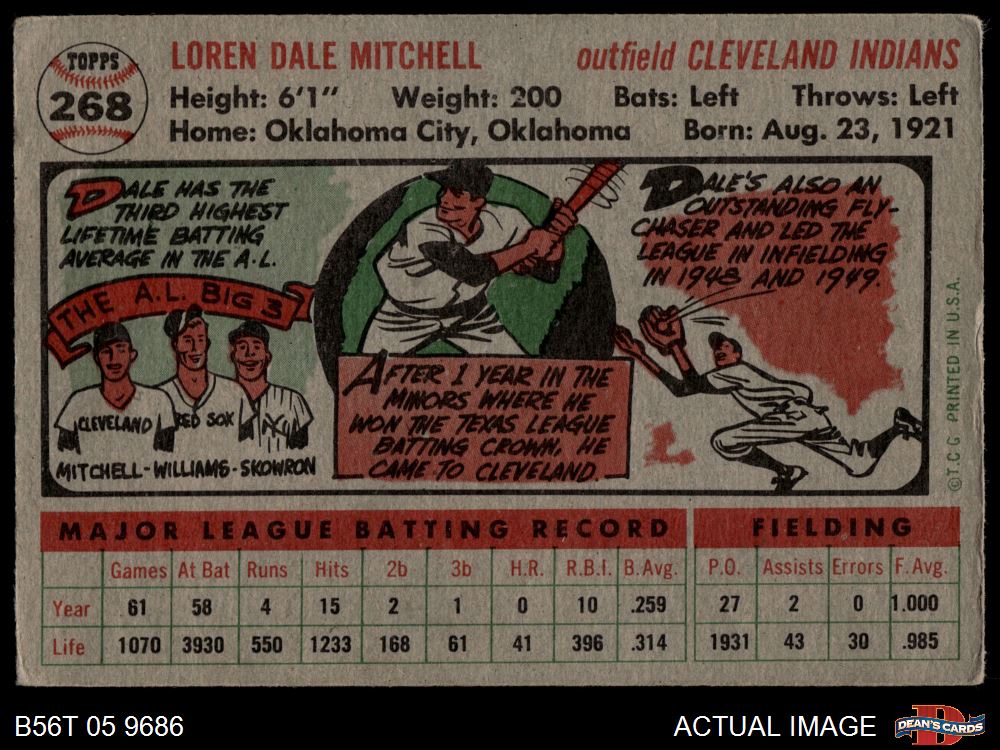 TOPPS
268
LOREN DALE MITCHELL
outfield CLEVELAND INDIANS
Height: 6'1" Weight: 200 Bats: Left Throws: Left
Home: Oklahoma City, Oklahoma Born: Aug. 23, 1921
DALE HAS THE
THIRD HIGHEST
LIFETIME BATTING
AVERAGE IN THE A.L.
THE A.L. BIG 3
CLEVELAND
RED SOX
NY
MITCHELL-WILLIAMS-SKOWRON
AFTER 1 YEAR IN THE
MINORS WHERE HE
WON THE TEXAS LEAGUE
BATTING CROWN, HE
CAME TO CLEVELAND.
DALE'S ALSO AN
OUTSTANDING FLY-
CHASER AND LED THE
LEAGUE IN INFIELDING
IN 1948 AND 1949.
©T.C.G. PRINTED IN U.S.A.
MAJOR LEAGUE BATTING RECORD FIELDING
Games At Bat Runs Hits 2b 3b H.R. R.B.I. B.Avg. P.O. Assists Errors F. Avg.
Year 61 58 4 15 2 1 0 10 .259 27 2 0 1.000
Life 1070 3930 550 1233 168 61 41 396 .314 1931 43 30 .985
B56T 05 9686
ACTUAL IMAGE
DEAN'S CARDS